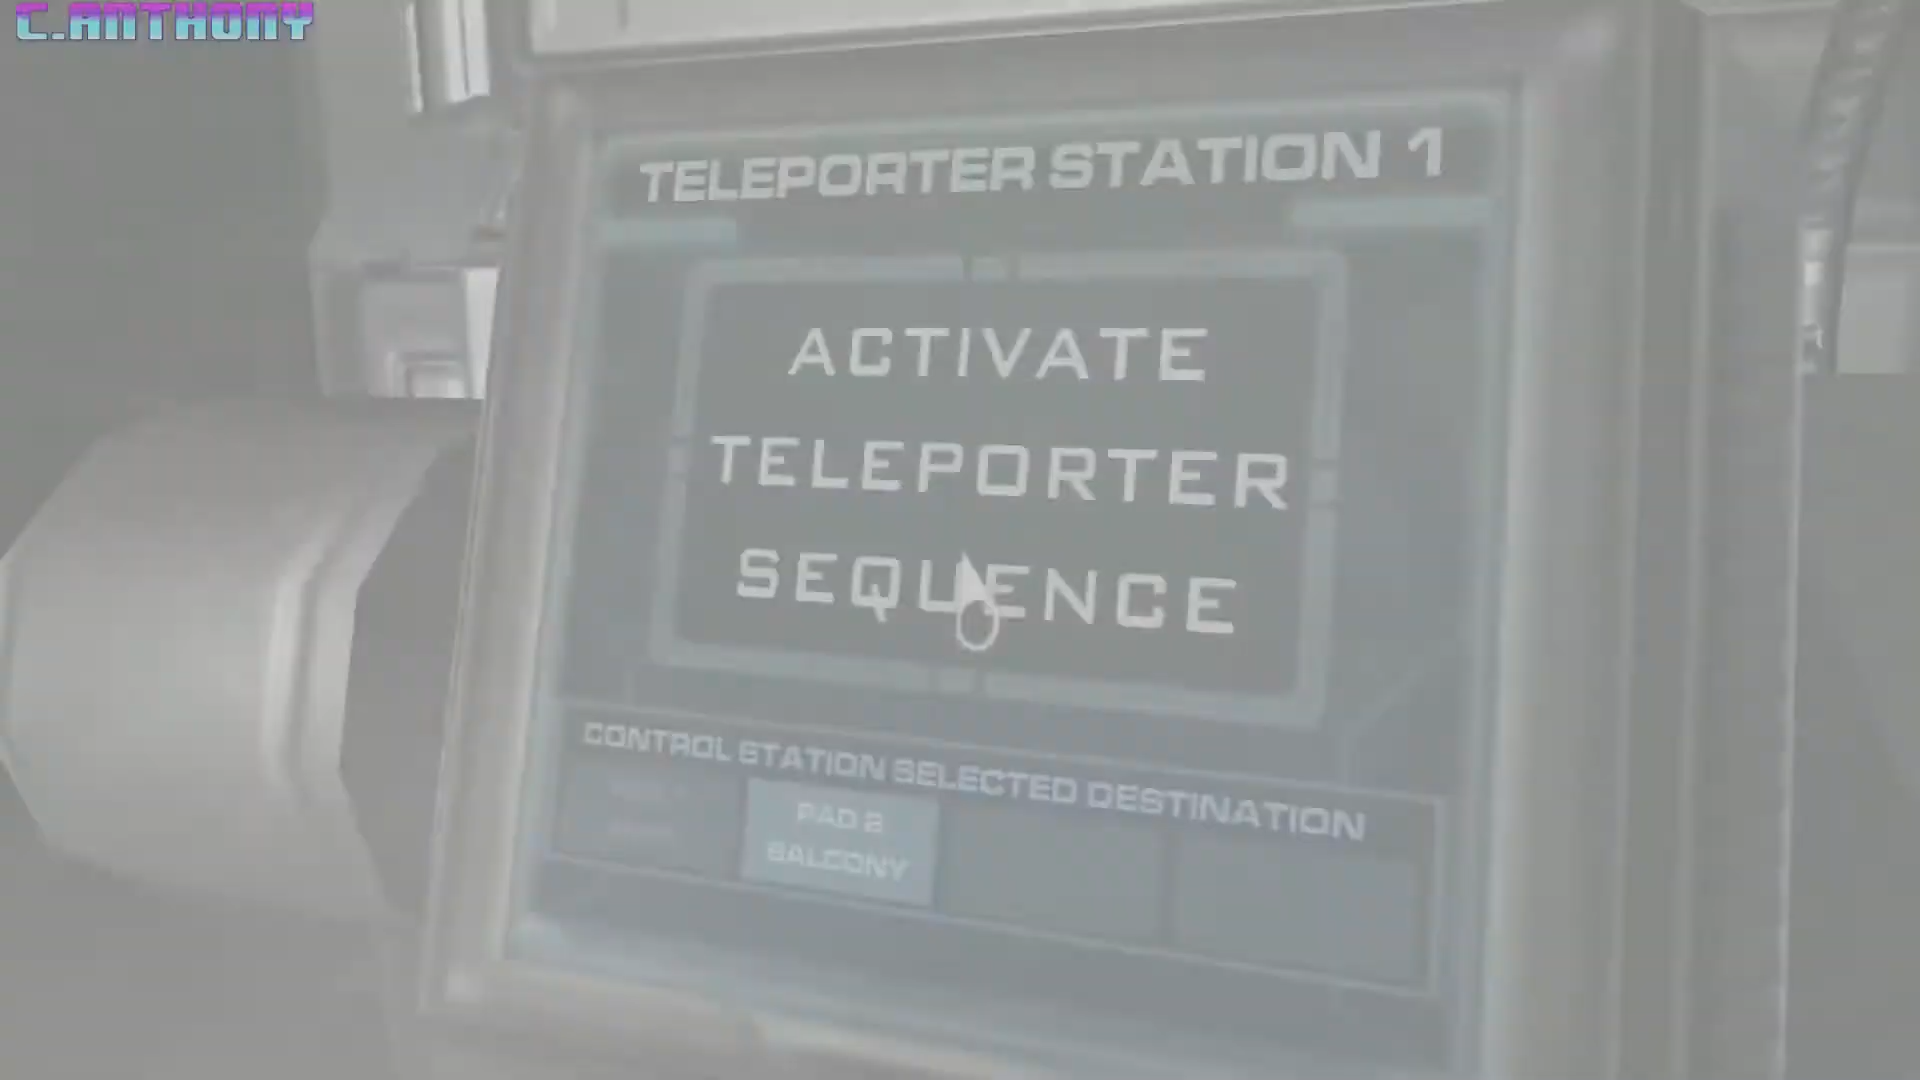 C.ANTHONY
TELEPORTER STATION 1
ACTIVATE
TELEPORTER
SEQUENCE
CONTROL STATION SELECTED DESTINATION
PAD 2
BALCONY